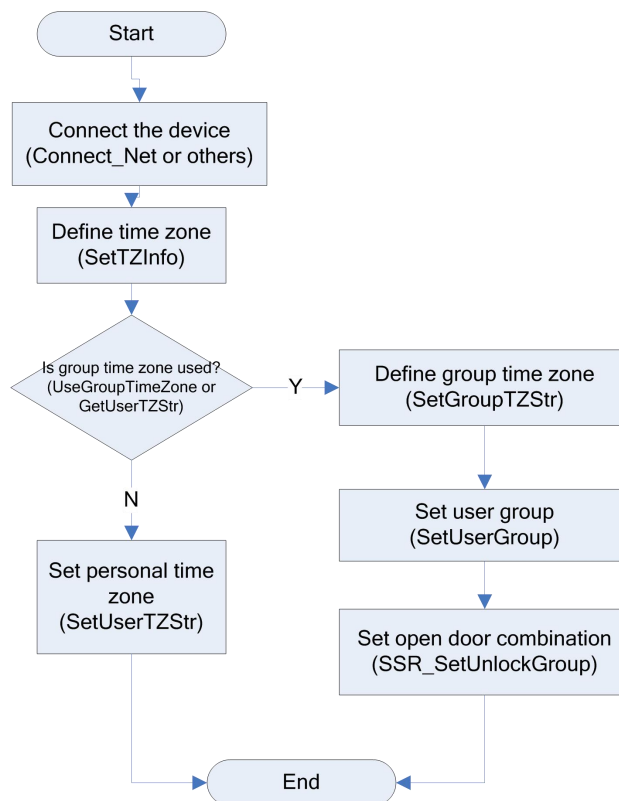 Start
Connect the device
(Connect_Net or others)
Define time zone
(SetTZInfo)
Is group time zone used?
(UseGroupTimeZone or
GetUserTZStr)
Y
Define group time zone
(SetGroupTZStr)
N
Set user group
(SetUserGroup)
Set personal time
zone
(SetUserTZStr)
Set open door combination
(SSR_SetUnlockGroup)
End